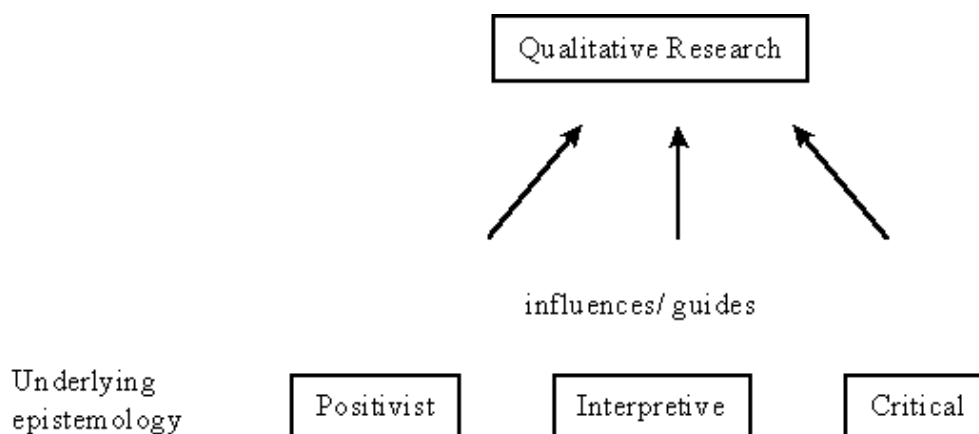 Qualitative Research
influences/ guides
Underlying
epistemology
Positivist
Interpretive
Critical